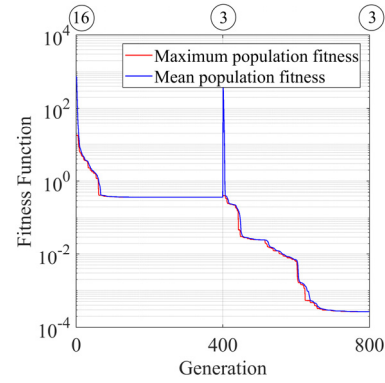 16 3 3
10^4
Maximum population fitness
Mean population fitness
10^2
10^0
10^-2
10^-4
Fitness Function
0 400 800
Generation